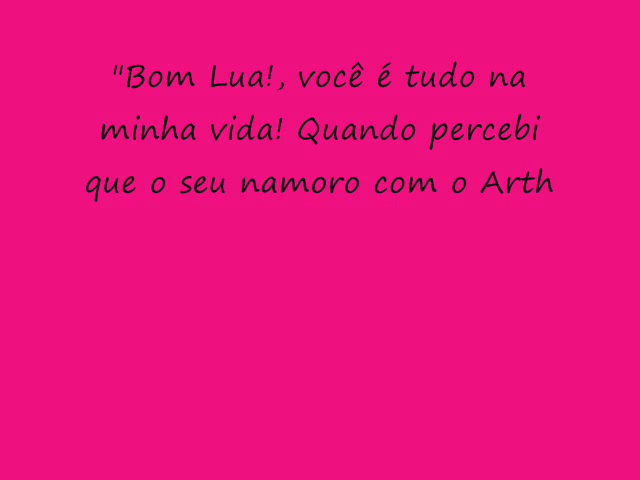 "Bom Lua!, você é tudo na
minha vida! Quando percebi
que o seu namoro com o Arth